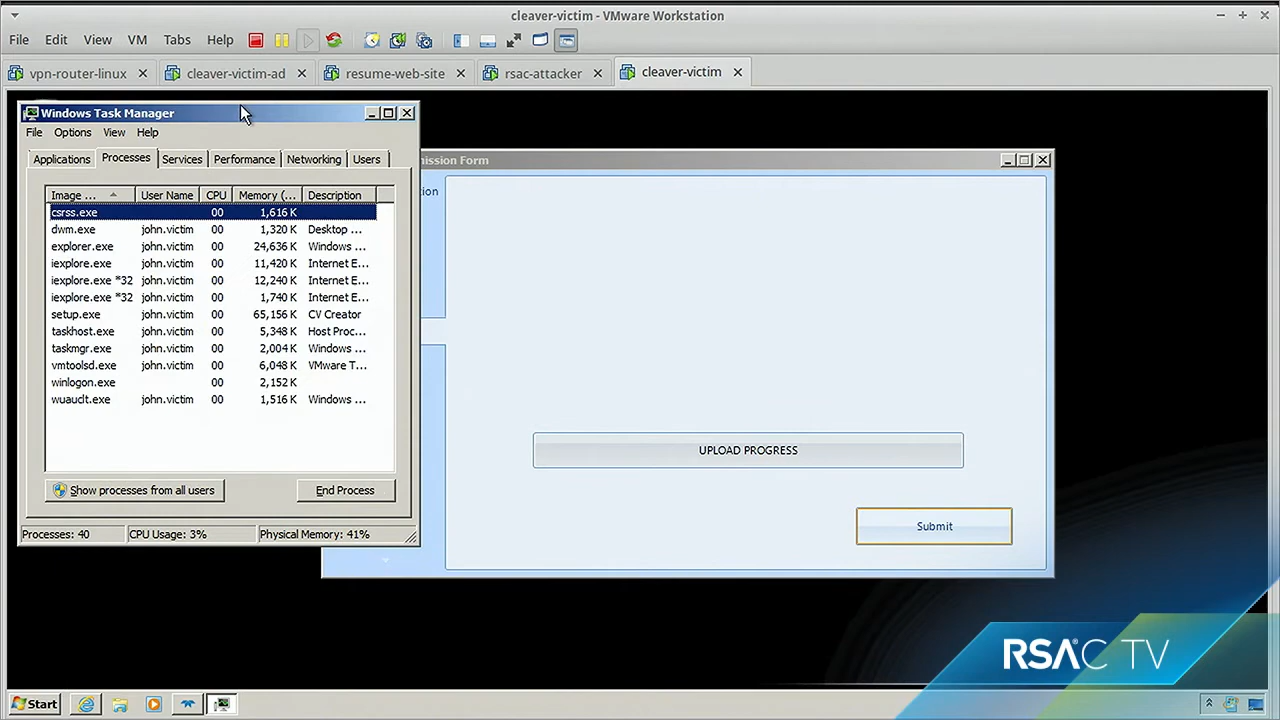 cleaver-victim - VMware Workstation
File Edit View VM Tabs Help
vpn-router-linux cleaver-victim-ad resume-web-site rsac-attacker cleaver-victim
Windows Task Manager
File Options View Help
Applications Processes Services Performance Networking Users
Image ... User Name CPU Memory (... Description
csrss.exe 00 1,616 K
dwm.exe john.victim 00 1,320 K Desktop ...
explorer.exe john.victim 00 24,636 K Windows ...
iexplore.exe john.victim 00 11,420 K Internet E...
iexplore.exe *32 john.victim 00 12,240 K Internet E...
iexplore.exe *32 john.victim 00 1,740 K Internet E...
setup.exe john.victim 00 65,156 K CV Creator
taskhost.exe john.victim 00 5,348 K Host Proc...
taskmgr.exe john.victim 00 2,004 K Windows ...
vmtoolsd.exe john.victim 00 6,048 K VMware T...
winlogon.exe 00 2,152 K
wuauclt.exe john.victim 00 1,516 K Windows ...
Show processes from all users End Process
Processes: 40 CPU Usage: 3% Physical Memory: 41%
mission Form
ion
UPLOAD PROGRESS
Submit
RSA®C TV
Start